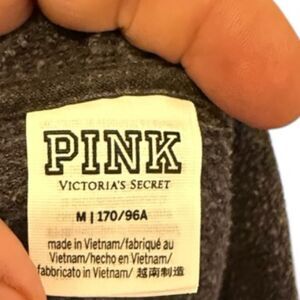 PINK
VICTORIA'S SECRET
M | 170/96A
made in Vietnam/fabriqué au
Vietnam/hecho en Vietnam/
fabbricato in Vietnam/ 越南制造